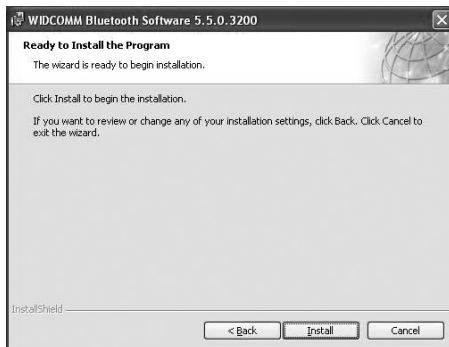 WIDCOMM Bluetooth Software 5.5.0.3200
Ready to Install the Program
The wizard is ready to begin installation.
Click Install to begin the installation.
If you want to review or change any of your installation settings, click Back. Click Cancel to
exit the wizard.
InstallShield
< Back
Install
Cancel